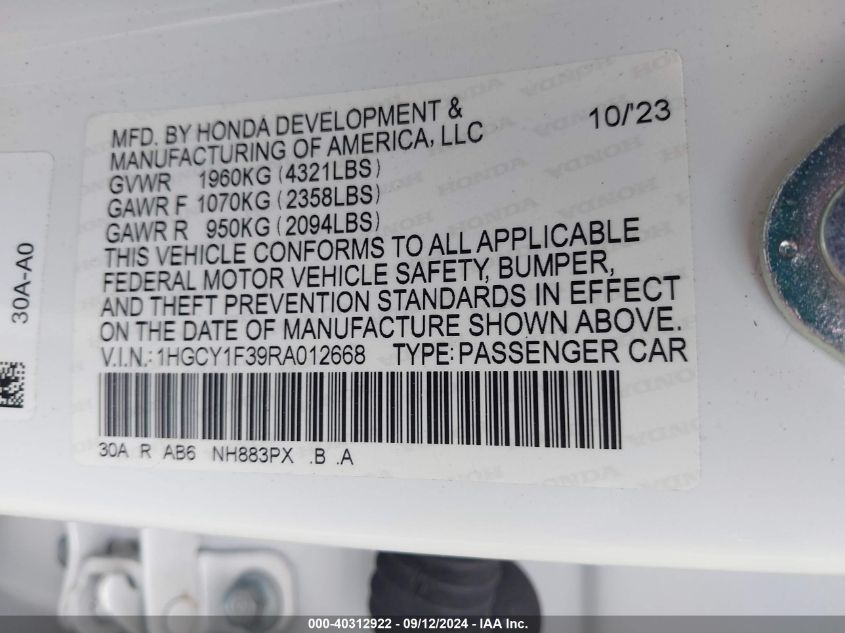 MFD. BY HONDA DEVELOPMENT &
MANUFACTURING OF AMERICA, LLC 10/'23
GVWR 1960KG (4321LBS)
GAWR F 1070KG (2358LBS)
GAWR R 950KG (2094LBS)
THIS VEHICLE CONFORMS TO ALL APPLICABLE
FEDERAL MOTOR VEHICLE SAFETY, BUMPER,
AND THEFT PREVENTION STANDARDS IN EFFECT
ON THE DATE OF MANUFACTURE SHOWN ABOVE.
V.I.N.: 1HGCY1F39RA012668 TYPE: PASSENGER CAR
30A R AB6 NH883PX .B .A
30A-A0
000-40312922 - 09/12/2024 - IAA Inc.